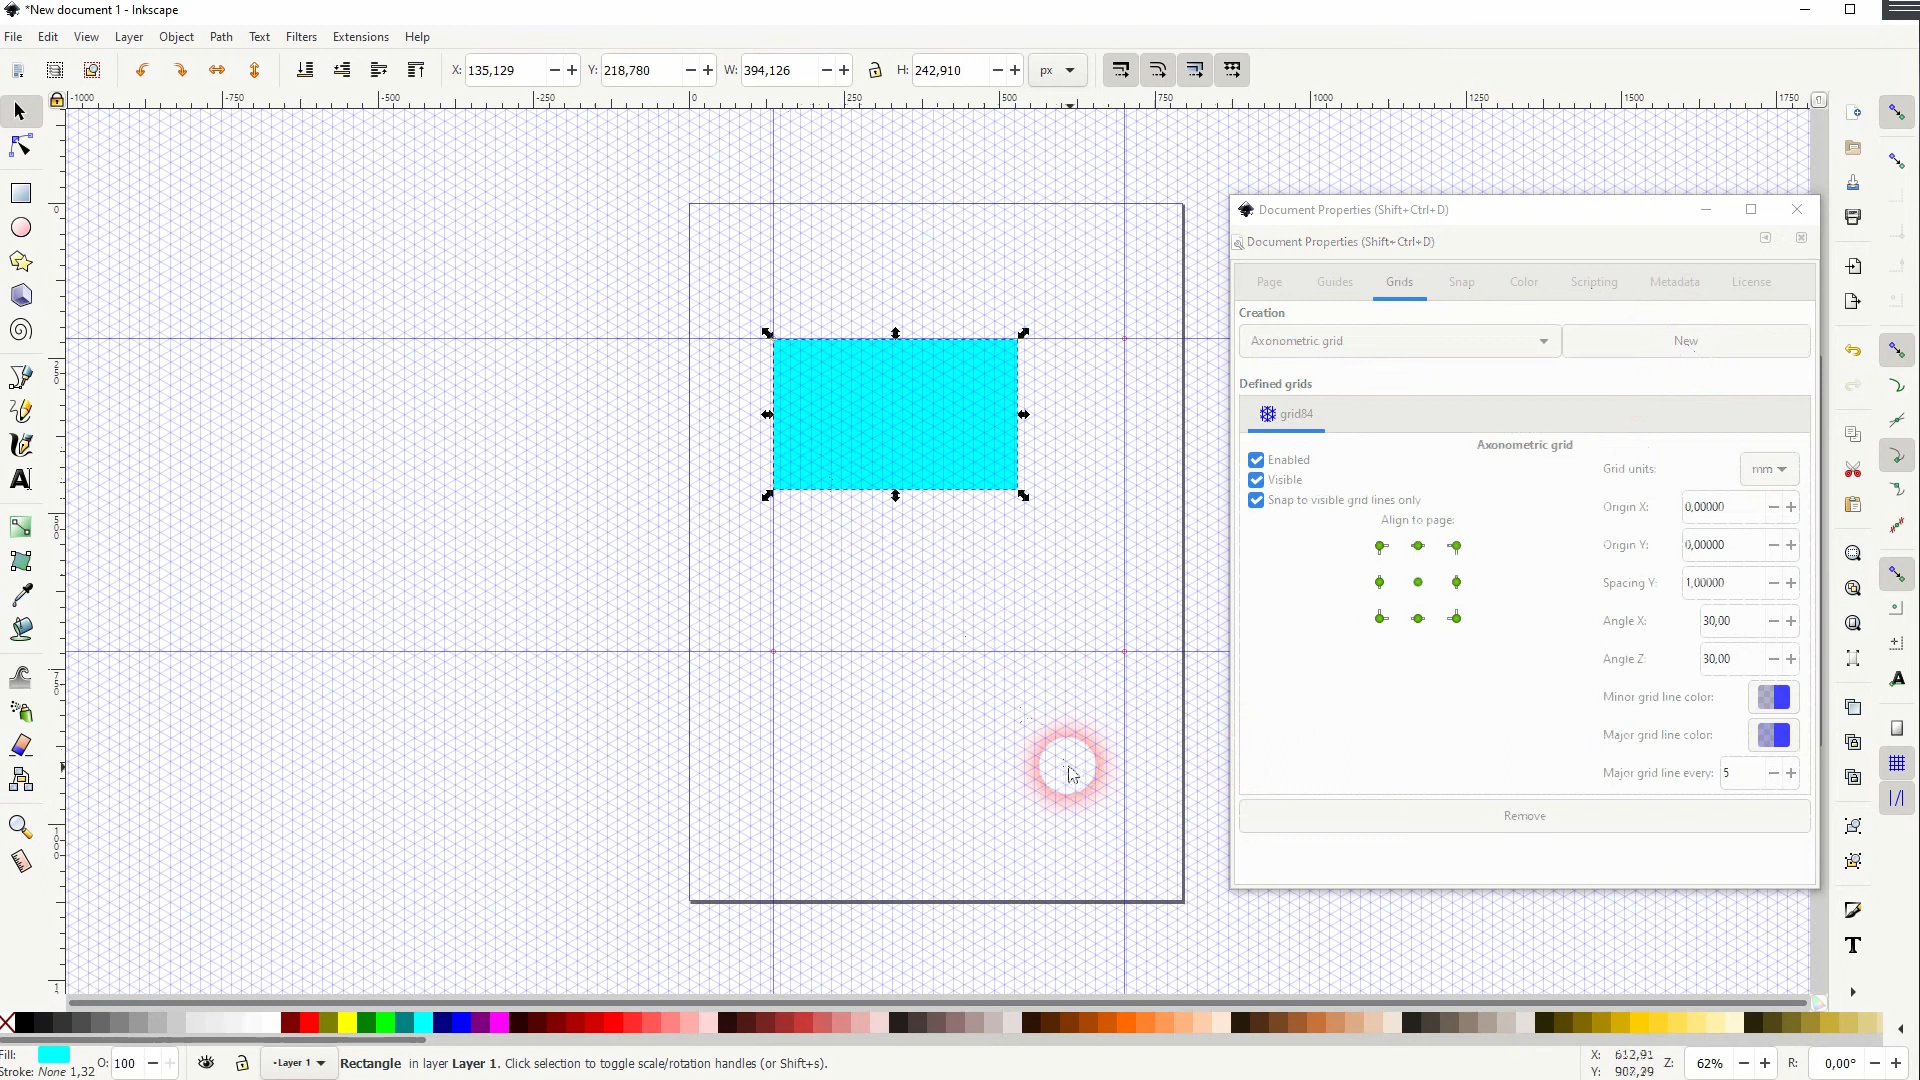 *New document 1 - Inkscape
File Edit View Layer Object Path Text Filters Extensions Help
X: 135,129 Y: 218,780 W: 394,126 H: 242,910 px
-1000 -750 -500 -250 0 250 500 750 1000 1250 1500 1750
Document Properties (Shift+Ctrl+D)
Document Properties (Shift+Ctrl+D)
Page Guides Grids Snap Color Scripting Metadata License
Creation
Axonometric grid New
Defined grids
grid84
Axonometric grid
Enabled
Grid units: mm
Visible
Snap to visible grid lines only
Origin X: 0,00000
Align to page:
Origin Y: 0,00000
Spacing Y: 1,00000
Angle X: 30,00
Angle Z: 30,00
Minor grid line color:
Major grid line color:
Major grid line every: 5
Remove
0
250
500
750
1000
Fill: O: 100 Layer 1 Rectangle in layer Layer 1. Click selection to toggle scale/rotation handles (or Shift+s). X: 612,91 Z: 62% R: 0,00°
Stroke: None 1,32 Y: 907,29